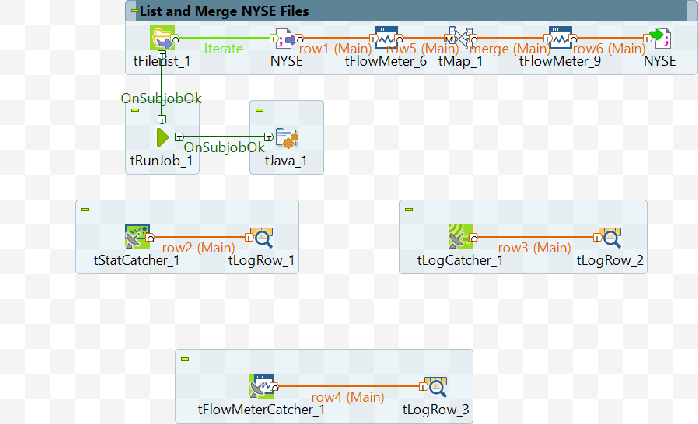 List and Merge NYSE Files
Iterate row1 (Main) row5 (Main) merge (Main) row6 (Main)
tFileList_1 NYSE tFlowMeter_6 tMap_1 tFlowMeter_9 NYSE
OnSubjobOk
OnSubjobOk
tRunJob_1 tJava_1
row2 (Main) row3 (Main)
tStatCatcher_1 tLogRow_1 tLogCatcher_1 tLogRow_2
row4 (Main)
tFlowMeterCatcher_1 tLogRow_3